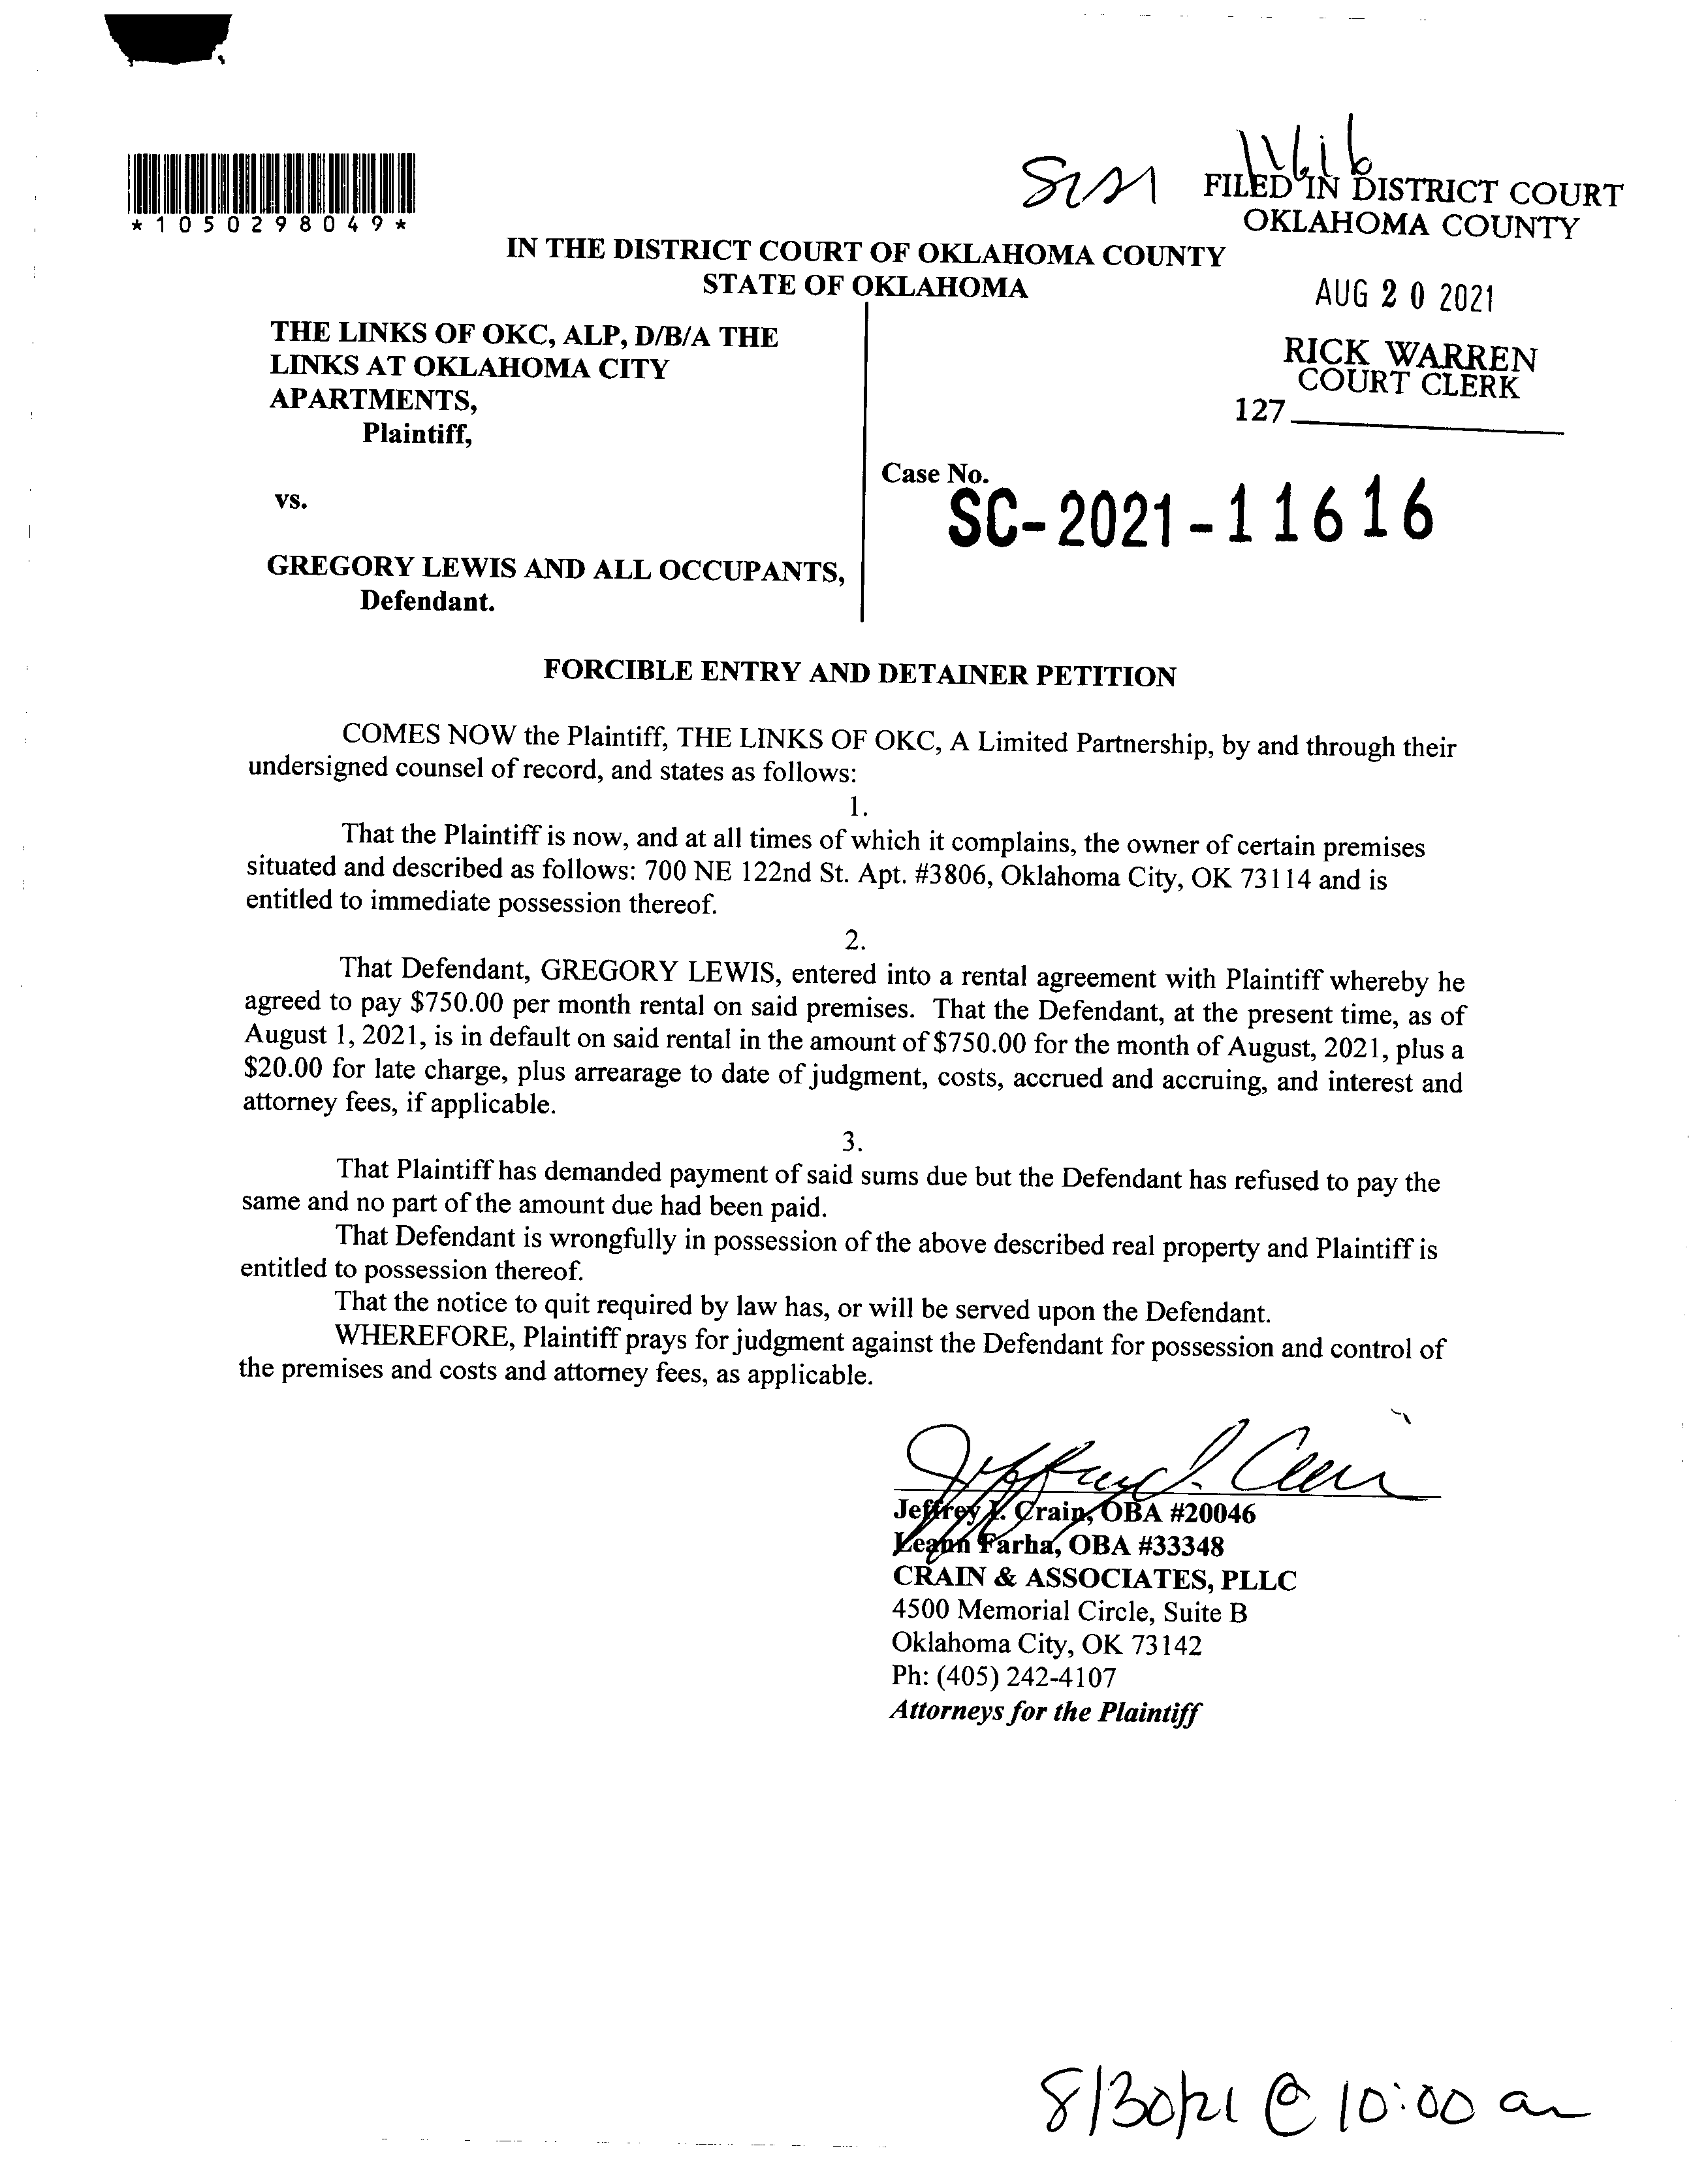 11616
FILED IN DISTRICT COURT
OKLAHOMA COUNTY
*1050298049*
IN THE DISTRICT COURT OF OKLAHOMA COUNTY
STATE OF OKLAHOMA
AUG 20 2021
RICK WARREN
COURT CLERK
127
THE LINKS OF OKC, ALP, D/B/A THE
LINKS AT OKLAHOMA CITY
APARTMENTS,
Plaintiff,
vs.
GREGORY LEWIS AND ALL OCCUPANTS,
Defendant.
Case No.
SC-2021-11616
FORCIBLE ENTRY AND DETAINER PETITION
COMES NOW the Plaintiff, THE LINKS OF OKC, A Limited Partnership, by and through their
undersigned counsel of record, and states as follows:
1.
That the Plaintiff is now, and at all times of which it complains, the owner of certain premises
situated and described as follows: 700 NE 122nd St. Apt. #3806, Oklahoma City, OK 73114 and is
entitled to immediate possession thereof.
2.
That Defendant, GREGORY LEWIS, entered into a rental agreement with Plaintiff whereby he
agreed to pay $750.00 per month rental on said premises. That the Defendant, at the present time, as of
August 1, 2021, is in default on said rental in the amount of $750.00 for the month of August, 2021, plus a
$20.00 for late charge, plus arrearage to date of judgment, costs, accrued and accruing, and interest and
attorney fees, if applicable.
3.
That Plaintiff has demanded payment of said sums due but the Defendant has refused to pay the
same and no part of the amount due had been paid.
That Defendant is wrongfully in possession of the above described real property and Plaintiff is
entitled to possession thereof.
That the notice to quit required by law has, or will be served upon the Defendant.
WHEREFORE, Plaintiff prays for judgment against the Defendant for possession and control of
the premises and costs and attorney fees, as applicable.
Jeffrey I. Crain, OBA #20046
Leann Farha, OBA #33348
CRAIN & ASSOCIATES, PLLC
4500 Memorial Circle, Suite B
Oklahoma City, OK 73142
Ph: (405) 242-4107
Attorneys for the Plaintiff
8/30/21 @ 10:00 am